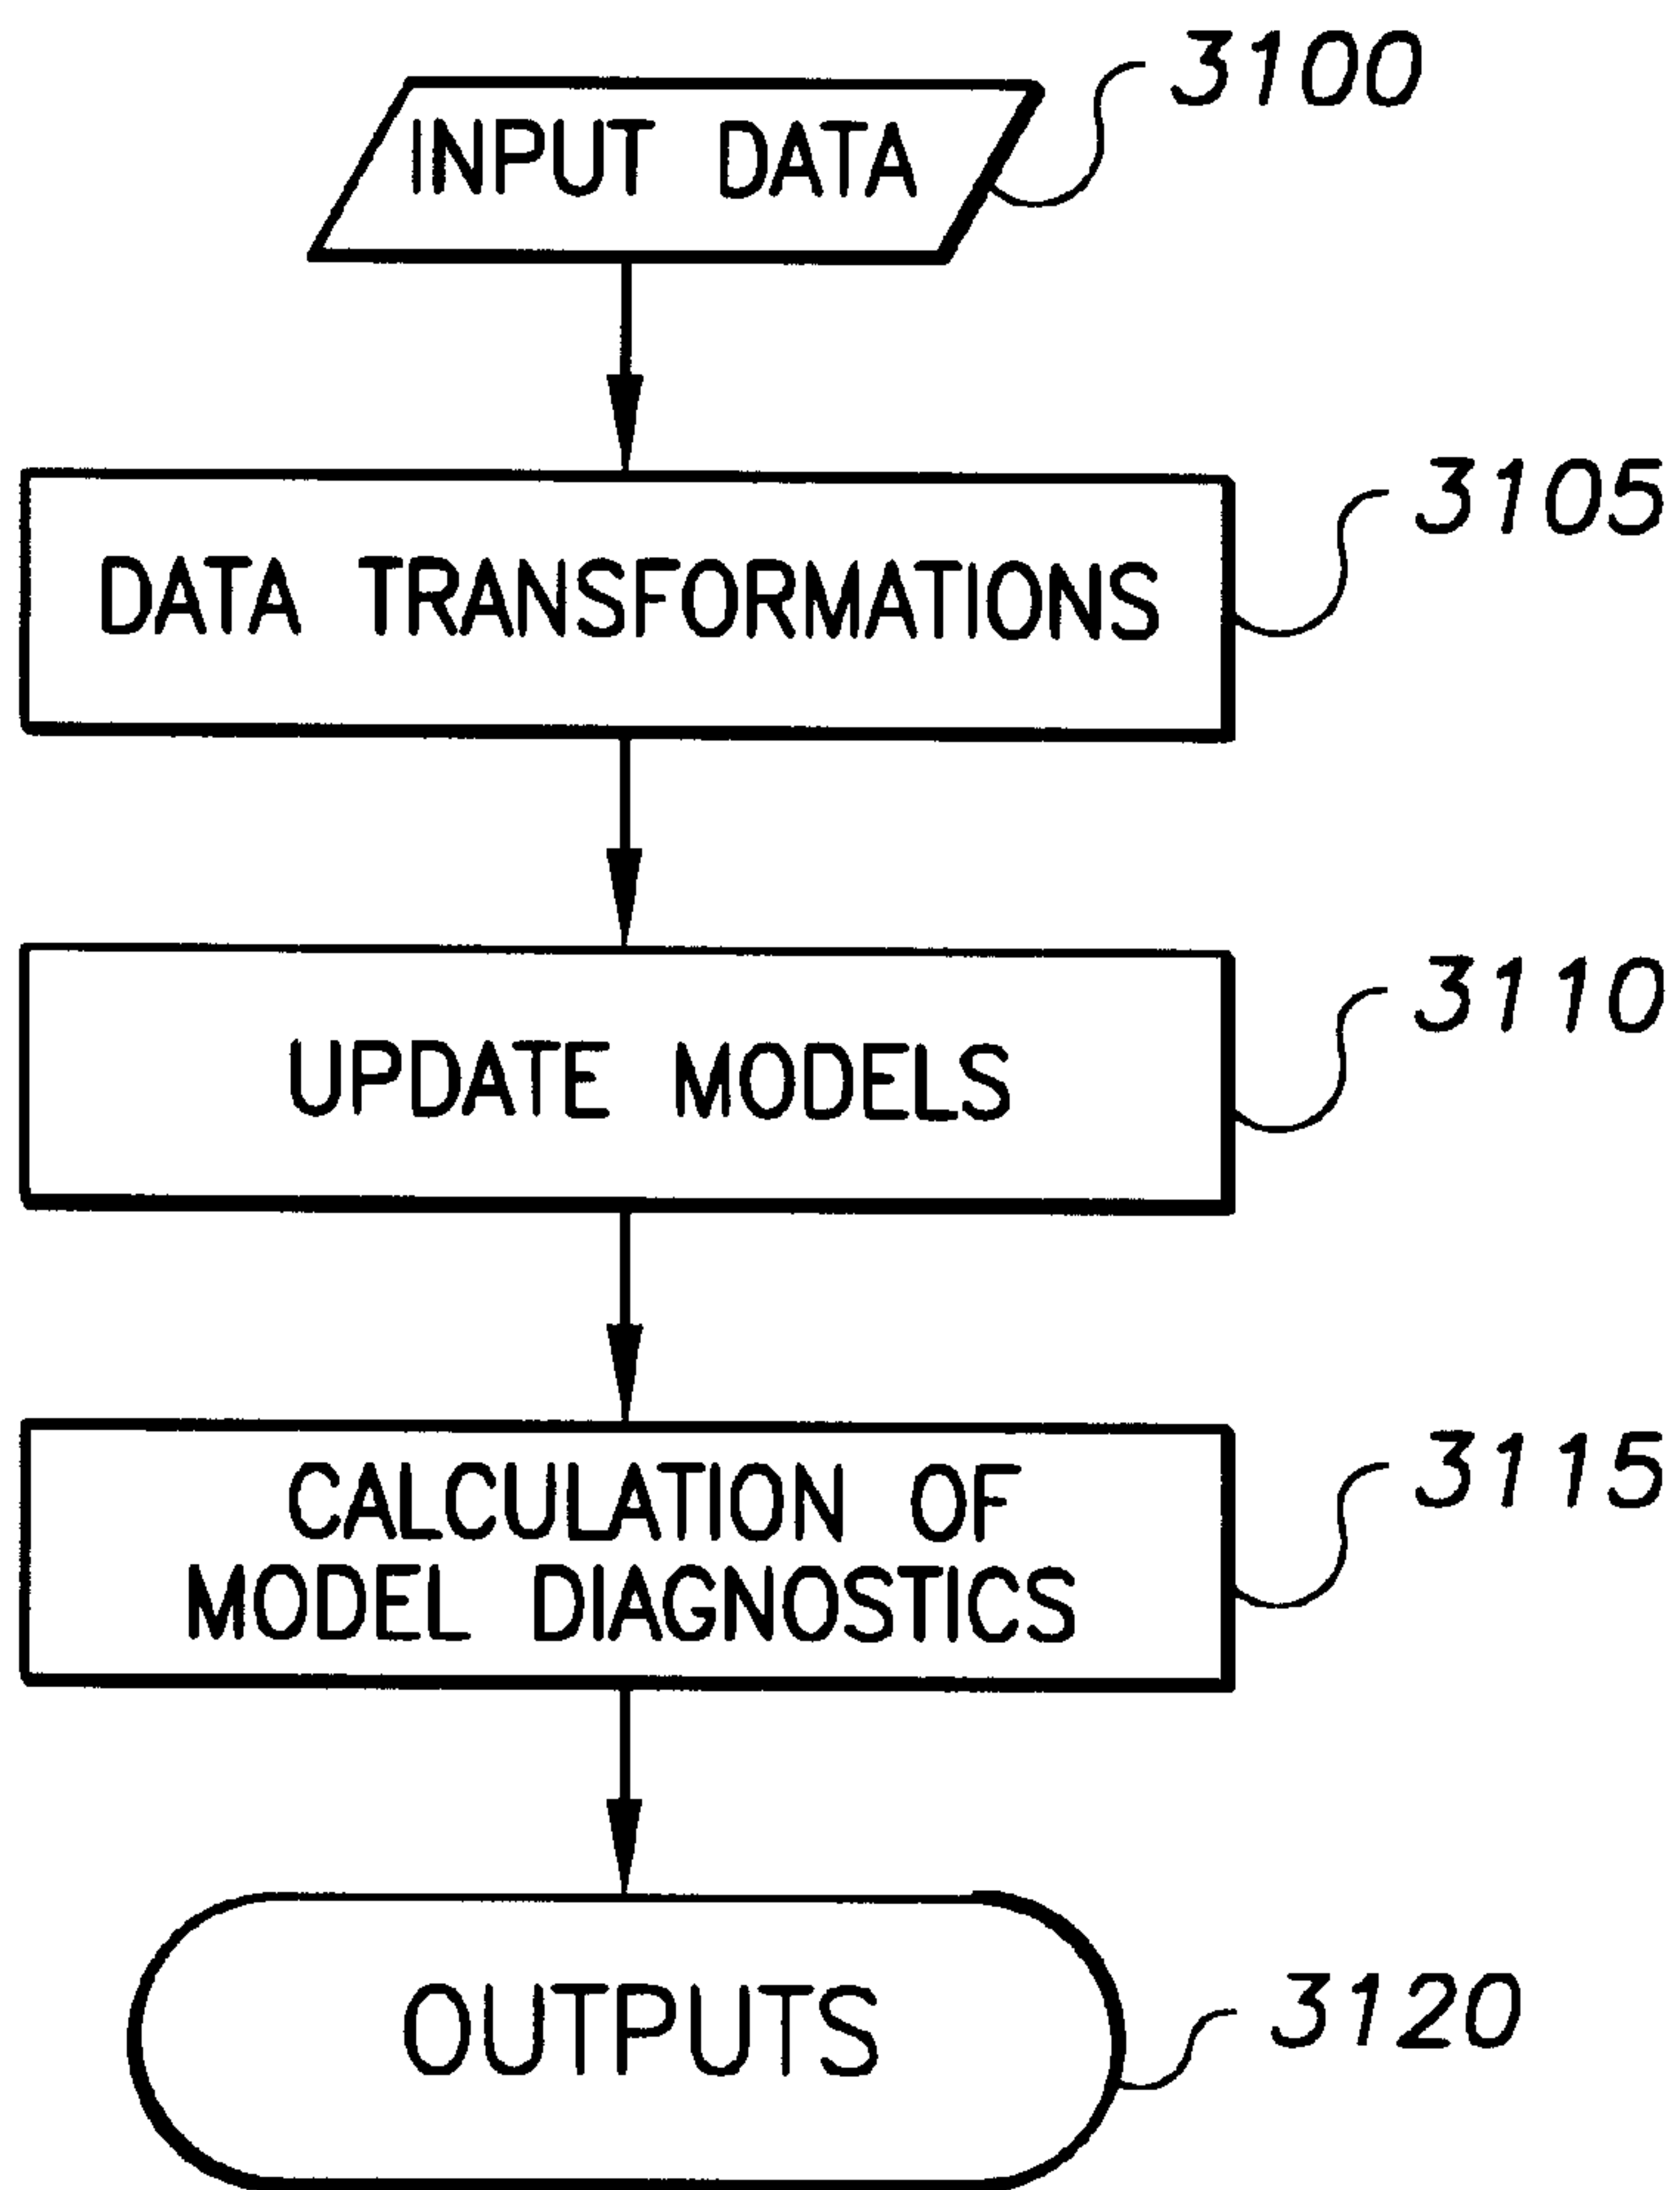 3100
INPUT DATA
3105
DATA TRANSFORMATIONS
3110
UPDATE MODELS
3115
CALCULATION OF
MODEL DIAGNOSTICS
3120
OUTPUTS